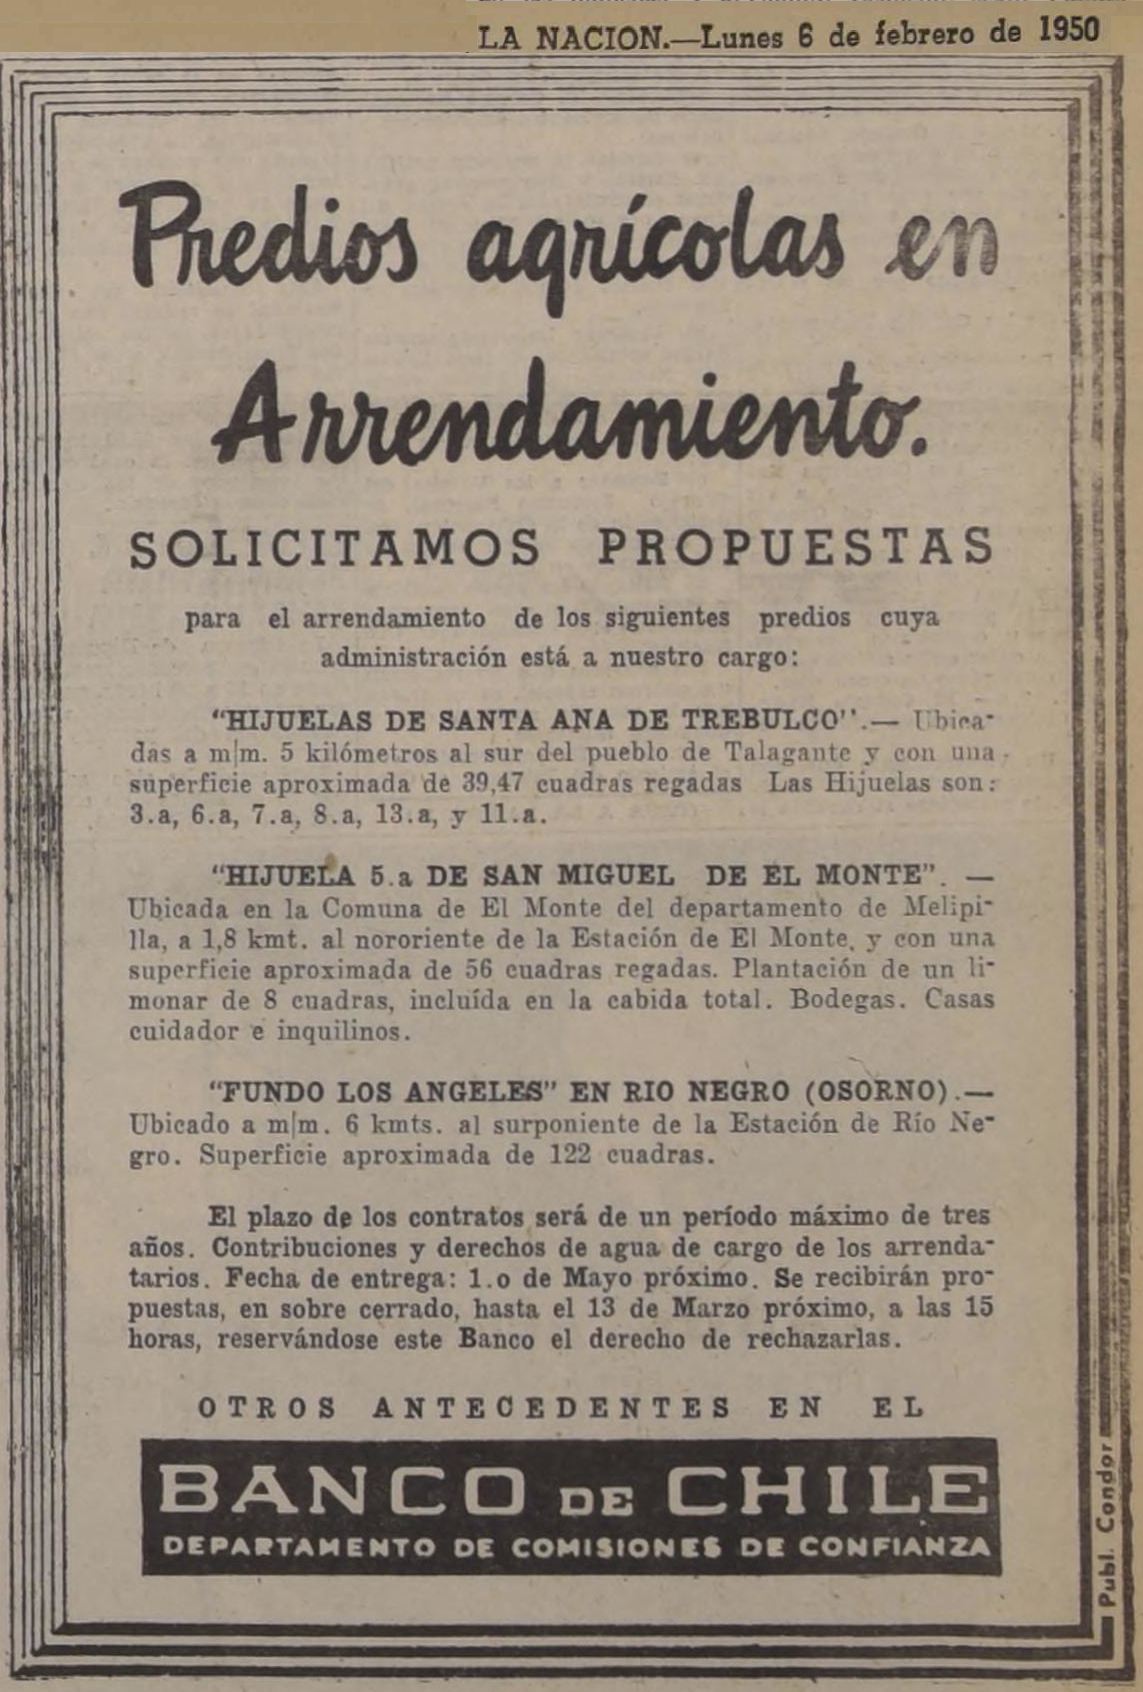 LA NACION.—Lunes 6 de febrero de 1950
Predios agrícolas en
Arrendamiento.
SOLICITAMOS PROPUESTAS
para el arrendamiento de los siguientes predios cuya
administración está a nuestro cargo:
"HIJUELAS DE SANTA ANA DE TREBULCO".— Ubica-
das a m|m. 5 kilómetros al sur del pueblo de Talagante y con una
superficie aproximada de 39,47 cuadras regadas Las Hijuelas son:
3.a, 6.a, 7.a, 8.a, 13.a, y 11.a.
"HIJUELA 5.a DE SAN MIGUEL DE EL MONTE". —
Ubicada en la Comuna de El Monte del departamento de Melipi-
lla, a 1,8 kmt. al nororiente de la Estación de El Monte, y con una
superficie aproximada de 56 cuadras regadas. Plantación de un li-
monar de 8 cuadras, incluída en la cabida total. Bodegas. Casas
cuidador e inquilinos.
"FUNDO LOS ANGELES" EN RIO NEGRO (OSORNO).—
Ubicado a m|m. 6 kmts. al surponiente de la Estación de Río Ne-
gro. Superficie aproximada de 122 cuadras.
El plazo de los contratos será de un período máximo de tres
años. Contribuciones y derechos de agua de cargo de los arrenda-
tarios. Fecha de entrega: 1.o de Mayo próximo. Se recibirán pro-
puestas, en sobre cerrado, hasta el 13 de Marzo próximo, a las 15
horas, reservándose este Banco el derecho de rechazarlas.
OTROS ANTECEDENTES EN EL
BANCO DE CHILE
DEPARTAMENTO DE COMISIONES DE CONFIANZA
Publ. Condor